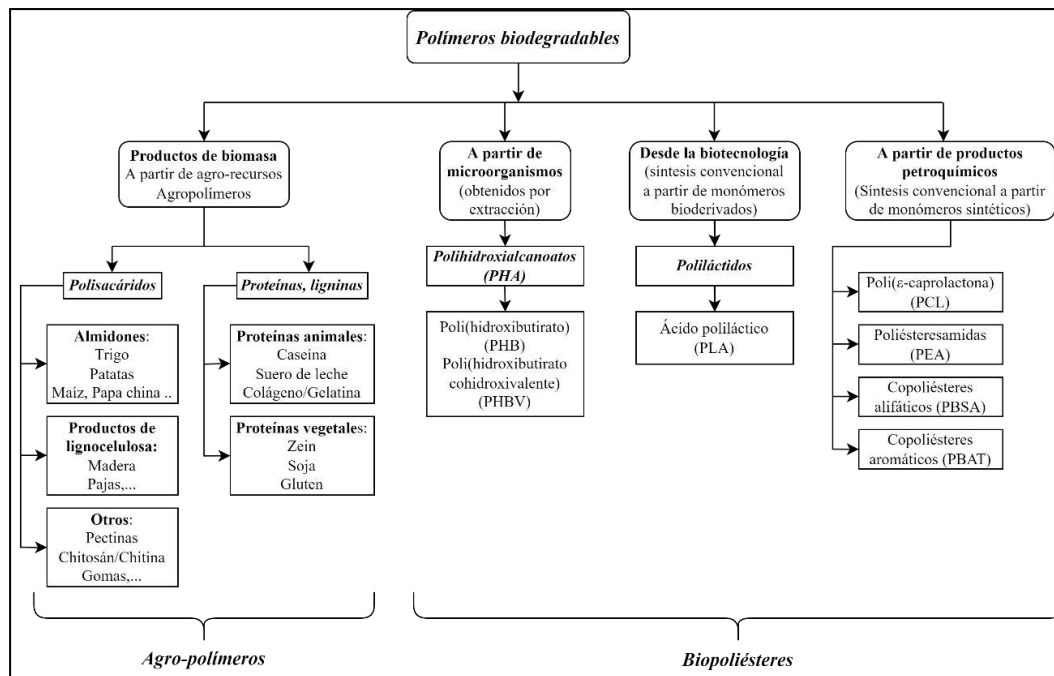 Polímeros biodegradables
Productos de biomasa
A partir de agro-recursos
Agropolímeros
A partir de
microorganismos
(obtenidos por
extracción)
Desde la biotecnología
(síntesis convencional
a partir de monómeros
bioderivados)
A partir de productos
petroquímicos
(Síntesis convencional a partir
de monómeros sintéticos)
Polisacáridos
Proteínas, ligninas
Polihidroxialcanoatos
(PHA)
Poliláctidos
Almidones:
Trigo
Patatas
Maíz, Papa china ..
Productos de
lignocelulosa:
Madera
Pajas,...
Otros:
Pectinas
Chitosán/Chitina
Gomas,...
Proteínas animales:
Caseína
Suero de leche
Colágeno/Gelatina
Proteínas vegetales:
Zein
Soja
Gluten
Poli(hidroxibutirato)
(PHB)
Poli(hidroxibutirato
cohidroxivalente)
(PHBV)
Ácido poliláctico
(PLA)
Poli(ε-caprolactona)
(PCL)
Poliésteresamidas
(PEA)
Copoliésteres
alifáticos (PBSA)
Copoliésteres
aromáticos (PBAT)
Agro-polímeros
Biopoliésteres